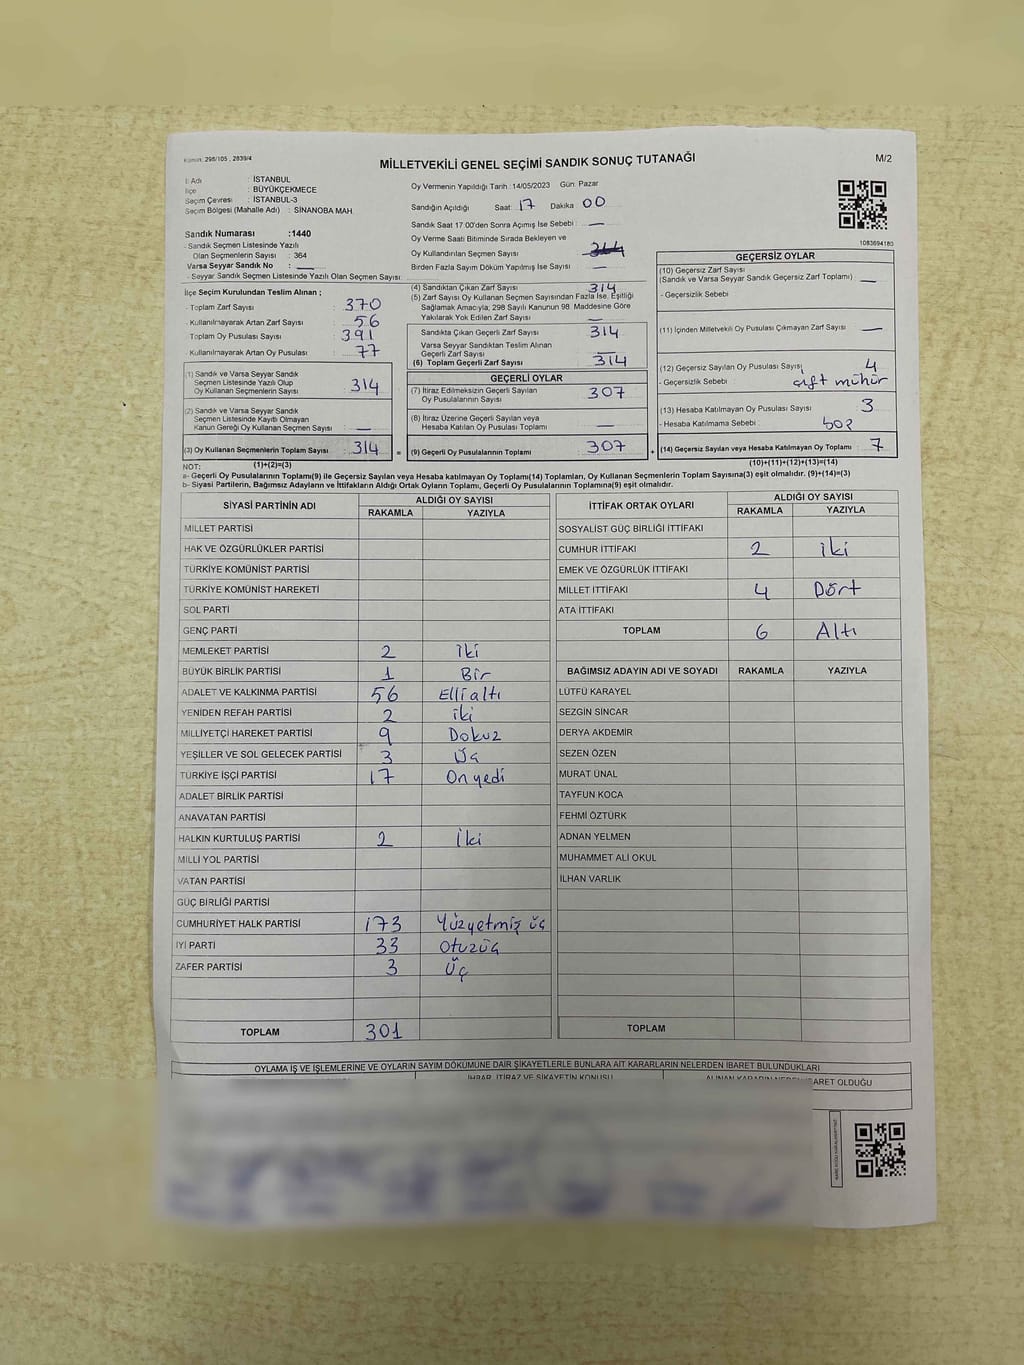 Kanun: 298/105 , 2839/4
MİLLETVEKİLİ GENEL SEÇİMİ SANDIK SONUÇ TUTANAĞI
M/2
İl Adı : İSTANBUL
İlçe : BÜYÜKÇEKMECE
Seçim Çevresi : İSTANBUL-3
Seçim Bölgesi (Mahalle Adı) : SİNANOBA MAH.
Sandık Numarası :1440
- Sandık Seçmen Listesinde Yazılı
Olan Seçmenlerin Sayısı : 364
Varsa Seyyar Sandık No : —
- Seyyar Sandık Seçmen Listesinde Yazılı Olan Seçmen Sayısı:
Oy Vermenin Yapıldığı Tarih :14/05/2023 Gün: Pazar
Sandığın Açıldığı Saat: 17 Dakika 00
Sandık Saat 17.00'den Sonra Açımış İse Sebebi : —
Oy Verme Saati Bitiminde Sırada Bekleyen ve
Oy Kullandırılan Seçmen Sayısı :
Birden Fazla Sayım Döküm Yapılmış İse Sayısı : —
1083694183
İlçe Seçim Kurulundan Teslim Alınan ;
- Toplam Zarf Sayısı : 370
- Kullanılmayarak Artan Zarf Sayısı : 56
- Toplam Oy Pusulası Sayısı : 391
- Kullanılmayarak Artan Oy Pusulası : 77
(1) Sandık ve Varsa Seyyar Sandık
Seçmen Listesinde Yazılı Olup
Oy Kullanan Seçmenlerin Sayısı : 314
(2) Sandık ve Varsa Seyyar Sandık
Seçmen Listesinde Kayıtlı Olmayan
Kanun Gereği Oy Kullanan Seçmen Sayısı : —
(3) Oy Kullanan Seçmenlerin Toplam Sayısı : 314 =
(4) Sandıktan Çıkan Zarf Sayısı : 314
(5) Zarf Sayısı Oy Kullanan Seçmen Sayısından Fazla İse, Eşitliği
Sağlamak Amacıyla; 298 Sayılı Kanunun 98. Maddesine Göre
Yakılarak Yok Edilen Zarf Sayısı : —
Sandıkta Çıkan Geçerli Zarf Sayısı : 314
Varsa Seyyar Sandıktan Teslim Alınan
Geçerli Zarf Sayısı : —
(6) Toplam Geçerli Zarf Sayısı : 314
GEÇERLİ OYLAR
(7) İtiraz Edilmeksizin Geçerli Sayılan
Oy Pusulalarının Sayısı : 307
(8) İtiraz Üzerine Geçerli Sayılan veya
Hesaba Katılan Oy Pusulası Toplamı : —
(9) Geçerli Oy Pusulalarının Toplamı : 307 +
GEÇERSİZ OYLAR
(10) Geçersiz Zarf Sayısı
(Sandık ve Varsa Seyyar Sandık Geçersiz Zarf Toplamı) : —
- Geçersizlik Sebebi :
(11) İçinden Milletvekili Oy Pusulası Çıkmayan Zarf Sayısı : —
(12) Geçersiz Sayılan Oy Pusulası Sayısı : 4
- Geçersizlik Sebebi : çift mühür
(13) Hesaba Katılmayan Oy Pusulası Sayısı : 3
- Hesaba Katılmama Sebebi : boş
(14) Geçersiz Sayılan veya Hesaba Katılmayan Oy Toplamı : 7
NOT: (1)+(2)=(3)
(10)+(11)+(12)+(13)=(14)
a- Geçerli Oy Pusulalarının Toplamı(9) ile Geçersiz Sayılan veya Hesaba katılmayan Oy Toplamı(14) Toplamları, Oy Kullanan Seçmenlerin Toplam Sayısına(3) eşit olmalıdır. (9)+(14)=(3)
b- Siyasi Partilerin, Bağımsız Adayların ve İttifakların Aldığı Ortak Oyların Toplamı, Geçerli Oy Pusulalarının Toplamına(9) eşit olmalıdır.
SİYASİ PARTİNİN ADI
ALDIĞI OY SAYISI
RAKAMLA YAZIYLA
MİLLET PARTİSİ
HAK VE ÖZGÜRLÜKLER PARTİSİ
TÜRKİYE KOMÜNİST PARTİSİ
TÜRKİYE KOMÜNİST HAREKETİ
SOL PARTİ
GENÇ PARTİ
MEMLEKET PARTİSİ 2 iki
BÜYÜK BİRLİK PARTİSİ 1 Bir
ADALET VE KALKINMA PARTİSİ 56 Elli altı
YENİDEN REFAH PARTİSİ 2 iki
MİLLİYETÇİ HAREKET PARTİSİ 9 Dokuz
YEŞİLLER VE SOL GELECEK PARTİSİ 3 Üç
TÜRKİYE İŞÇİ PARTİSİ 17 On yedi
ADALET BİRLİK PARTİSİ
ANAVATAN PARTİSİ
HALKIN KURTULUŞ PARTİSİ 2 İki
MİLLİ YOL PARTİSİ
VATAN PARTİSİ
GÜÇ BİRLİĞİ PARTİSİ
CUMHURİYET HALK PARTİSİ 173 Yüzyetmiş üç
İYİ PARTİ 33 Otuzüç
ZAFER PARTİSİ 3 Üç
TOPLAM 301
İTTİFAK ORTAK OYLARI
ALDIĞI OY SAYISI
RAKAMLA YAZIYLA
SOSYALİST GÜÇ BİRLİĞİ İTTİFAKI
CUMHUR İTTİFAKI 2 iki
EMEK VE ÖZGÜRLÜK İTTİFAKI
MİLLET İTTİFAKI 4 Dört
ATA İTTİFAKI
TOPLAM 6 Altı
BAĞIMSIZ ADAYIN ADI VE SOYADI RAKAMLA YAZIYLA
LÜTFÜ KARAYEL
SEZGİN SİNCAR
DERYA AKDEMİR
SEZEN ÖZEN
MURAT ÜNAL
TAYFUN KOCA
FEHMİ ÖZTÜRK
ADNAN YELMEN
MUHAMMET ALİ OKUL
İLHAN VARLIK
TOPLAM
OYLAMA İŞ VE İŞLEMLERİNE VE OYLARIN SAYIM DÖKÜMÜNE DAİR ŞİKAYETLERLE BUNLARA AİT KARARLARIN NELERDEN İBARET BULUNDUKLARI
İHBAR, İTİRAZ VE ŞİKAYETİN KONUSU
ALINAN KARARIN NEDEN İBARET OLDUĞU